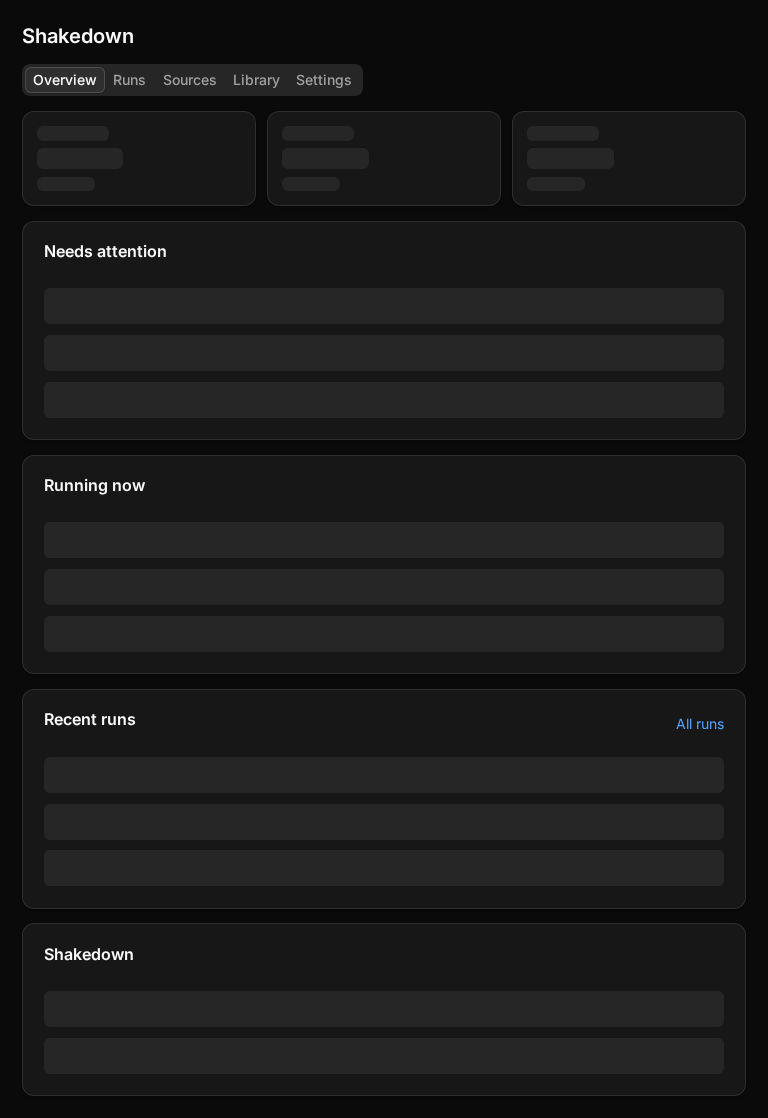 Shakedown
Overview Runs Sources Library Settings
Needs attention
Running now
Recent runs
All runs
Shakedown